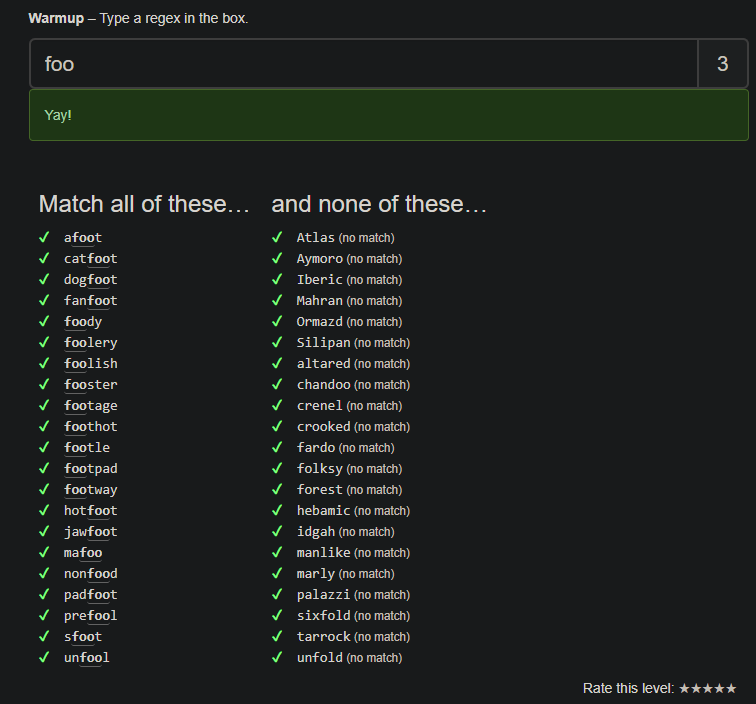 Warmup – Type a regex in the box.
foo 3
Yay!
Match all of these… and none of these…
✔ afoot ✔ Atlas (no match)
✔ catfoot ✔ Aymoro (no match)
✔ dogfoot ✔ Iberic (no match)
✔ fanfoot ✔ Mahran (no match)
✔ foody ✔ Ormazd (no match)
✔ foolery ✔ Silipan (no match)
✔ foolish ✔ altared (no match)
✔ fooster ✔ chandoo (no match)
✔ footage ✔ crenel (no match)
✔ foothot ✔ crooked (no match)
✔ footle ✔ fardo (no match)
✔ footpad ✔ folksy (no match)
✔ footway ✔ forest (no match)
✔ hotfoot ✔ hebamic (no match)
✔ jawfoot ✔ idgah (no match)
✔ mafoo ✔ manlike (no match)
✔ nonfood ✔ marly (no match)
✔ padfoot ✔ palazzi (no match)
✔ prefool ✔ sixfold (no match)
✔ sfoot ✔ tarrock (no match)
✔ unfool ✔ unfold (no match)
Rate this level: ★★★★★